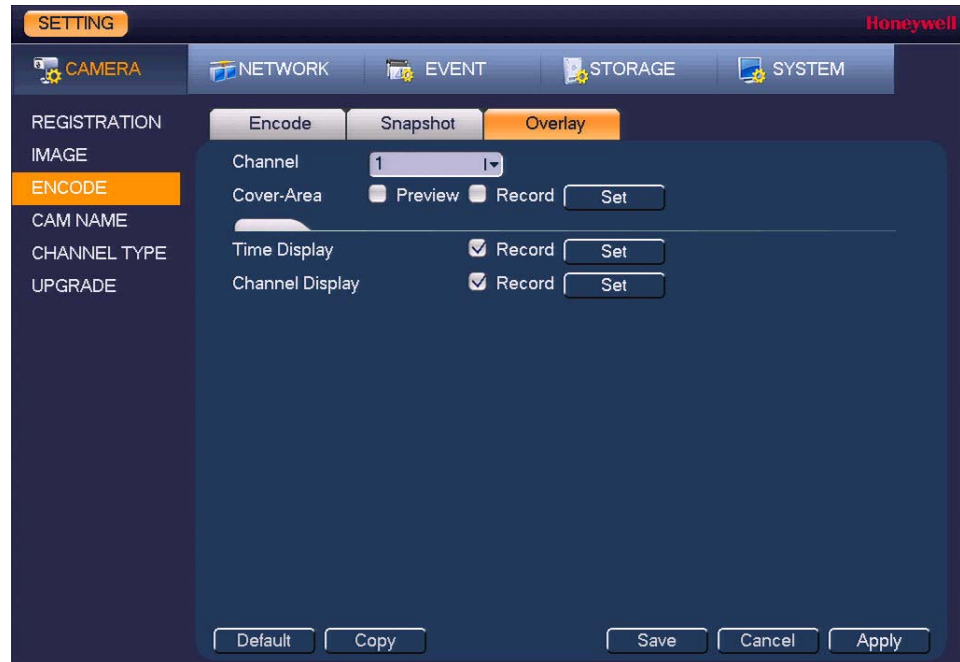 SETTING Honeywell
CAMERA NETWORK EVENT STORAGE SYSTEM
REGISTRATION
IMAGE
ENCODE
CAM NAME
CHANNEL TYPE
UPGRADE
Encode Snapshot Overlay
Channel 1
Cover-Area Preview Record Set
Time Display Record Set
Channel Display Record Set
Default Copy Save Cancel Apply